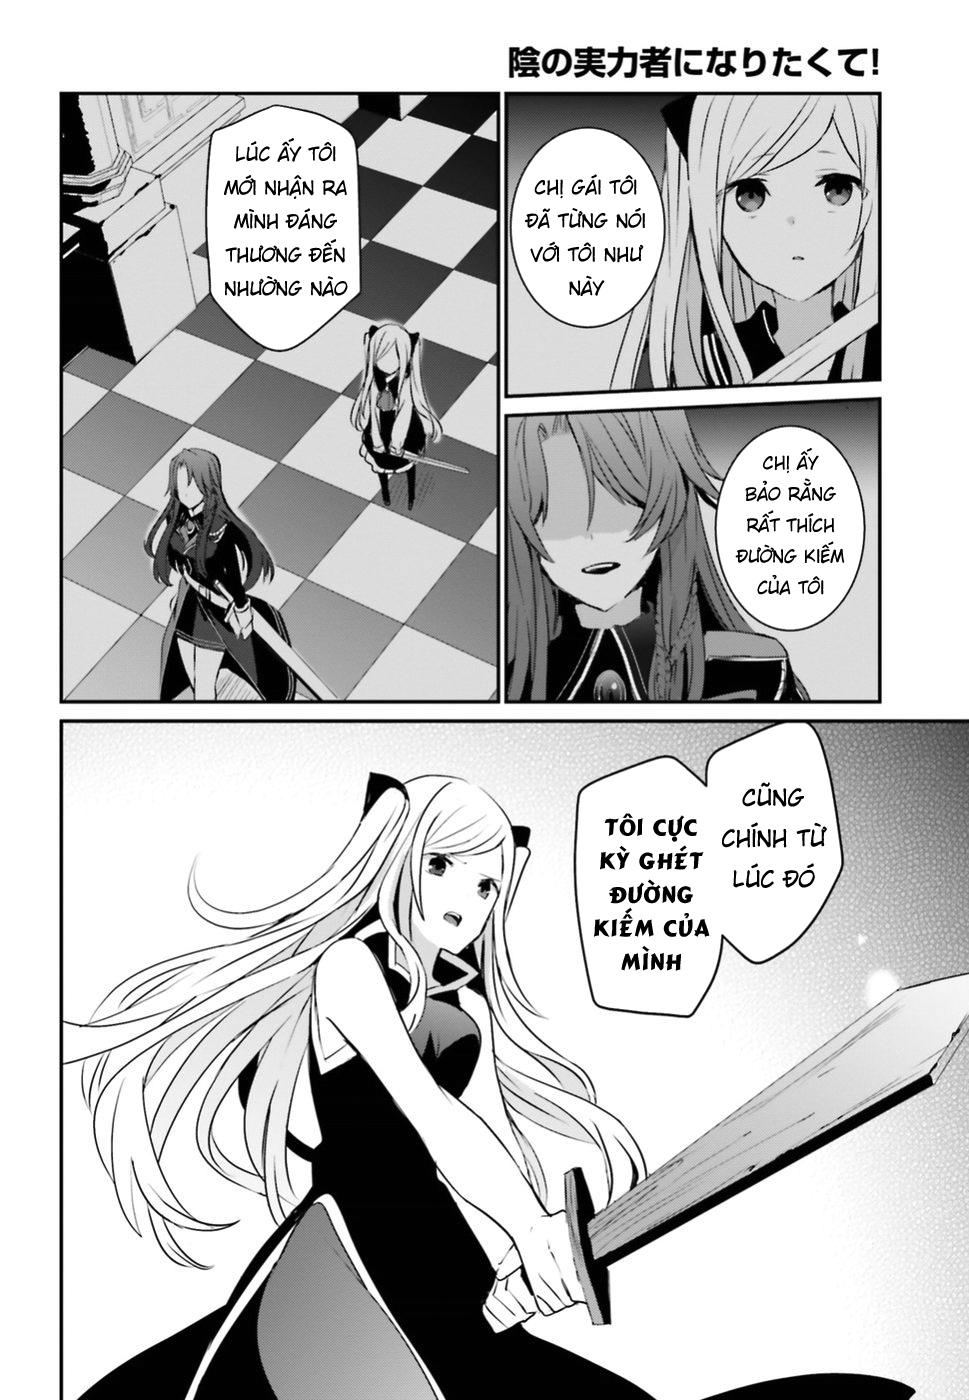 陰の実力者になりたくて!
CHỊ GÁI TÔI
ĐÃ TỪNG NÓI
VỚI TÔI NHƯ
NÀY
CHỊ ẤY
BẢO RẰNG
RẤT THÍCH
ĐƯỜNG KIẾM
CỦA TÔI
LÚC ẤY TÔI
MỚI NHẬN RA
MÌNH ĐÁNG
THƯƠNG ĐẾN
NHƯỜNG NÀO
CŨNG
CHÍNH TỪ
LÚC ĐÓ
TÔI CỰC
KỲ GHÉT
ĐƯỜNG
KIẾM CỦA
MÌNH